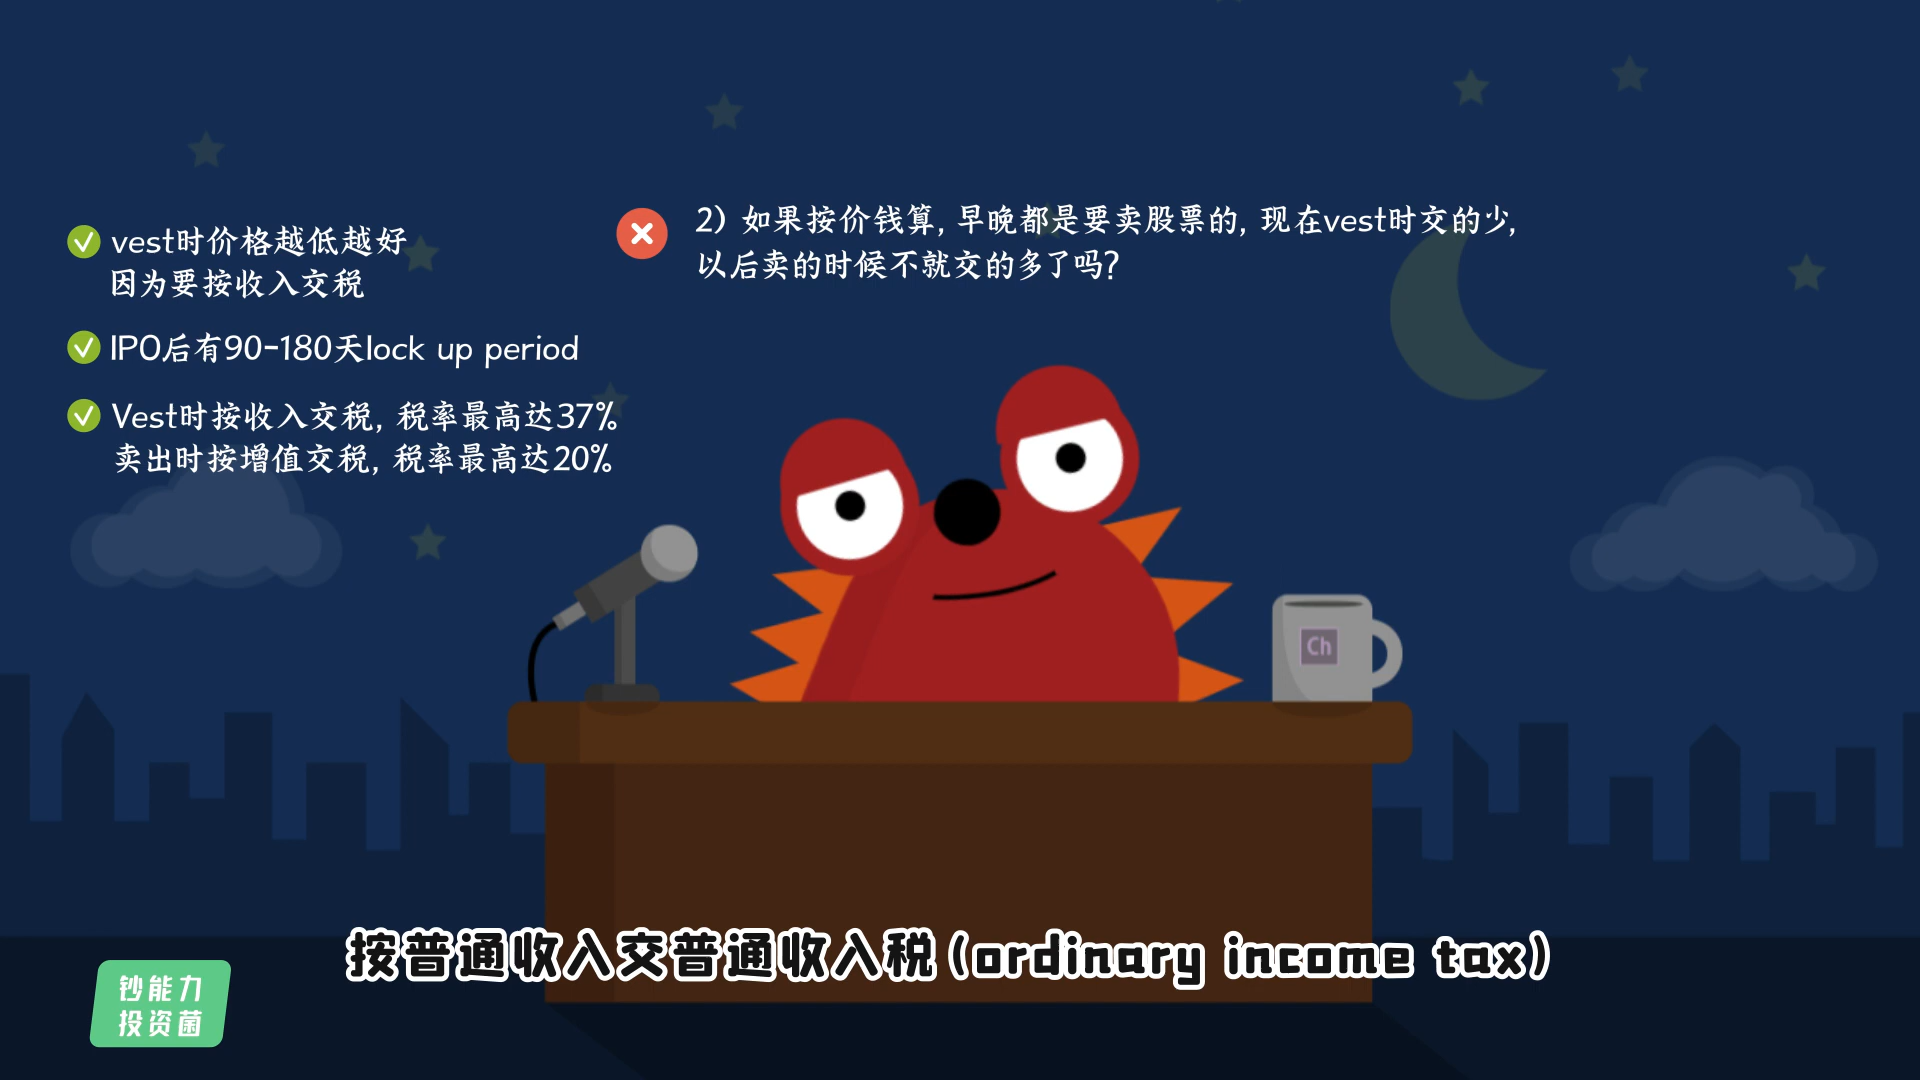 vest时价格越低越好
因为要按收入交税
IPO后有90-180天lock up period
Vest时按收入交税, 税率最高达37%
卖出时按增值交税, 税率最高达20%
2) 如果按价钱算, 早晚都是要卖股票的, 现在vest时交的少,
以后卖的时候不就交的多了吗?
Ch
按普通收入交普通收入税(ordinary income tax)
钞能力
投资菌